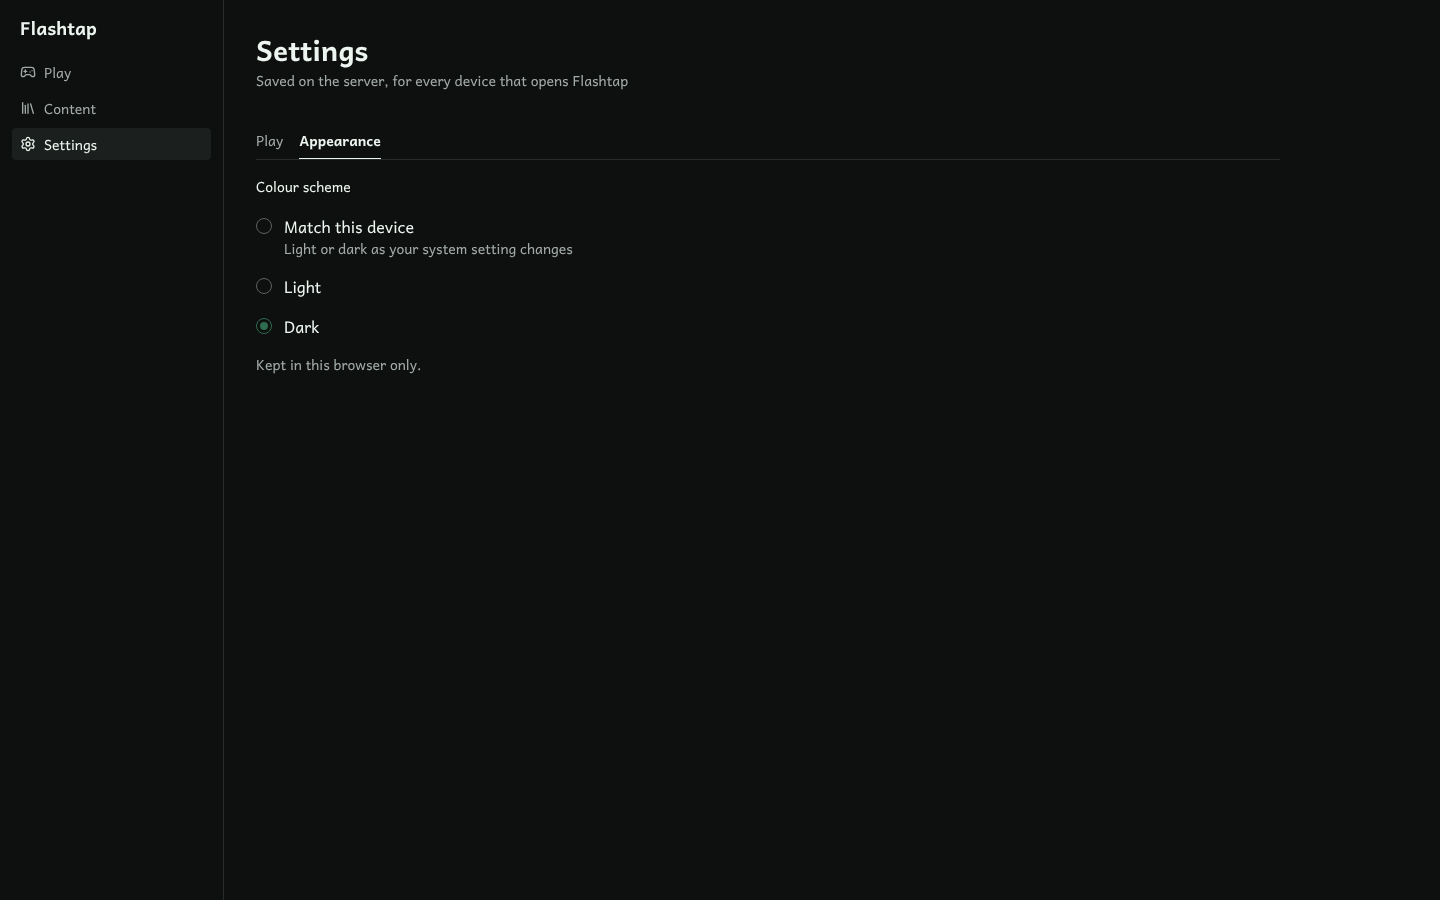 Flashtap
Play
Content
Settings
Settings
Saved on the server, for every device that opens Flashtap
Play Appearance
Colour scheme
Match this device
Light or dark as your system setting changes
Light
Dark
Kept in this browser only.